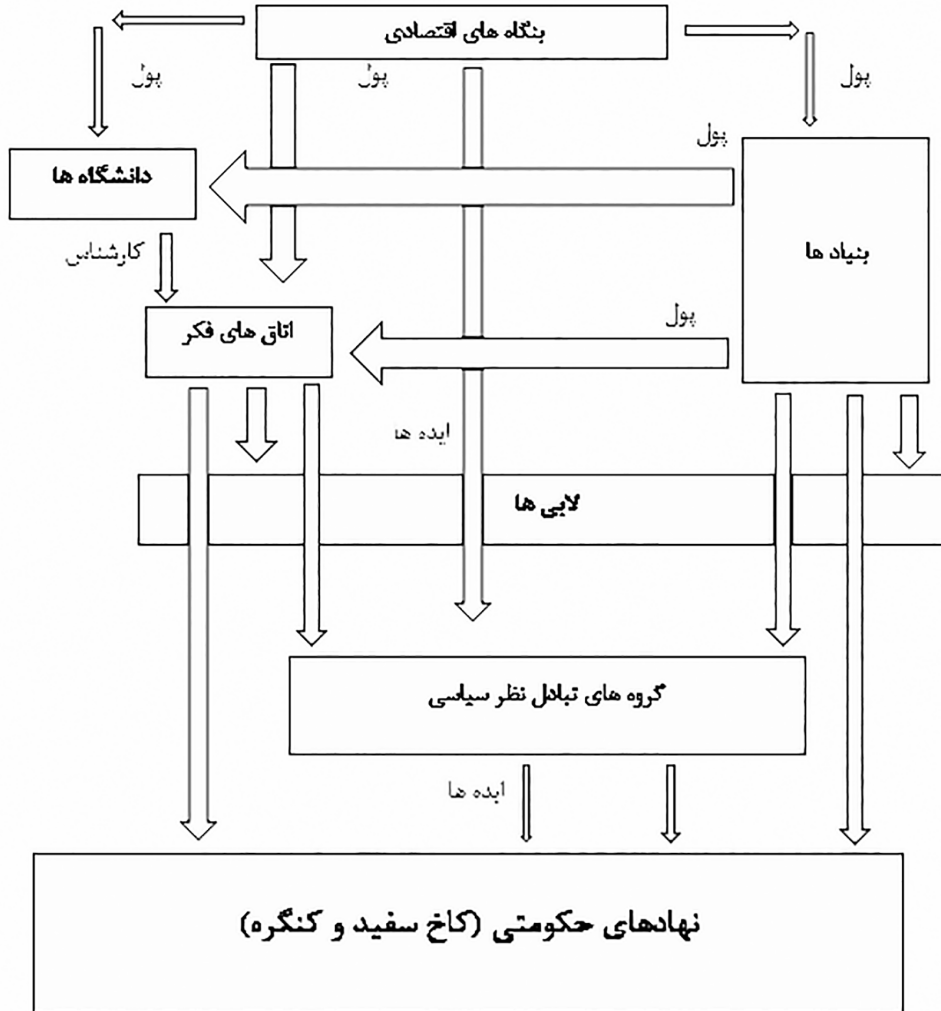 بنگاه های اقتصادی
پول
پول
پول
پول
دانشگاه ها
بنیاد ها
کارشناس
پول
اتاق های فکر
ایده ها
لابی ها
گروه های تبادل نظر سیاسی
ایده ها
نهادهای حکومتی (کاخ سفید و کنگره)